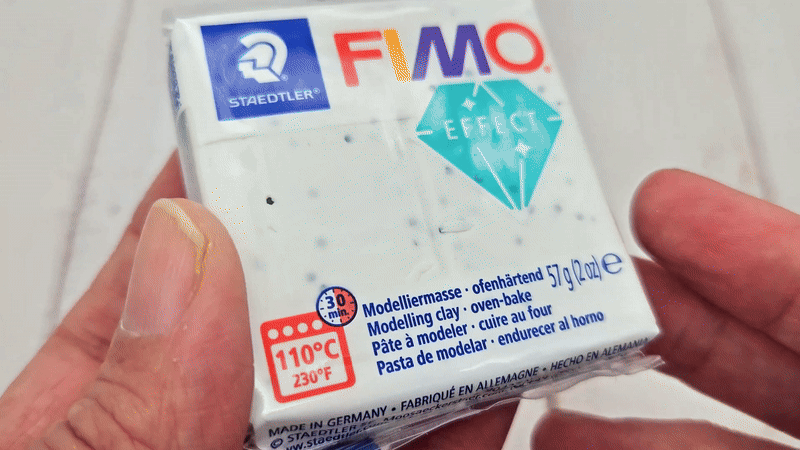 STAEDTLER®
FIMO®
EFFECT
57 g (2 oz) e
30 min.
110°C
230°F
Modelliermasse · ofenhärtend
Modelling clay · oven-bake
Pâte à modeler · cuire au four
Pasta de modelar · endurecer al horno
MADE IN GERMANY • FABRIQUÉ EN ALLEMAGNE • HECHO EN ALEMANIA
© STAEDTLER